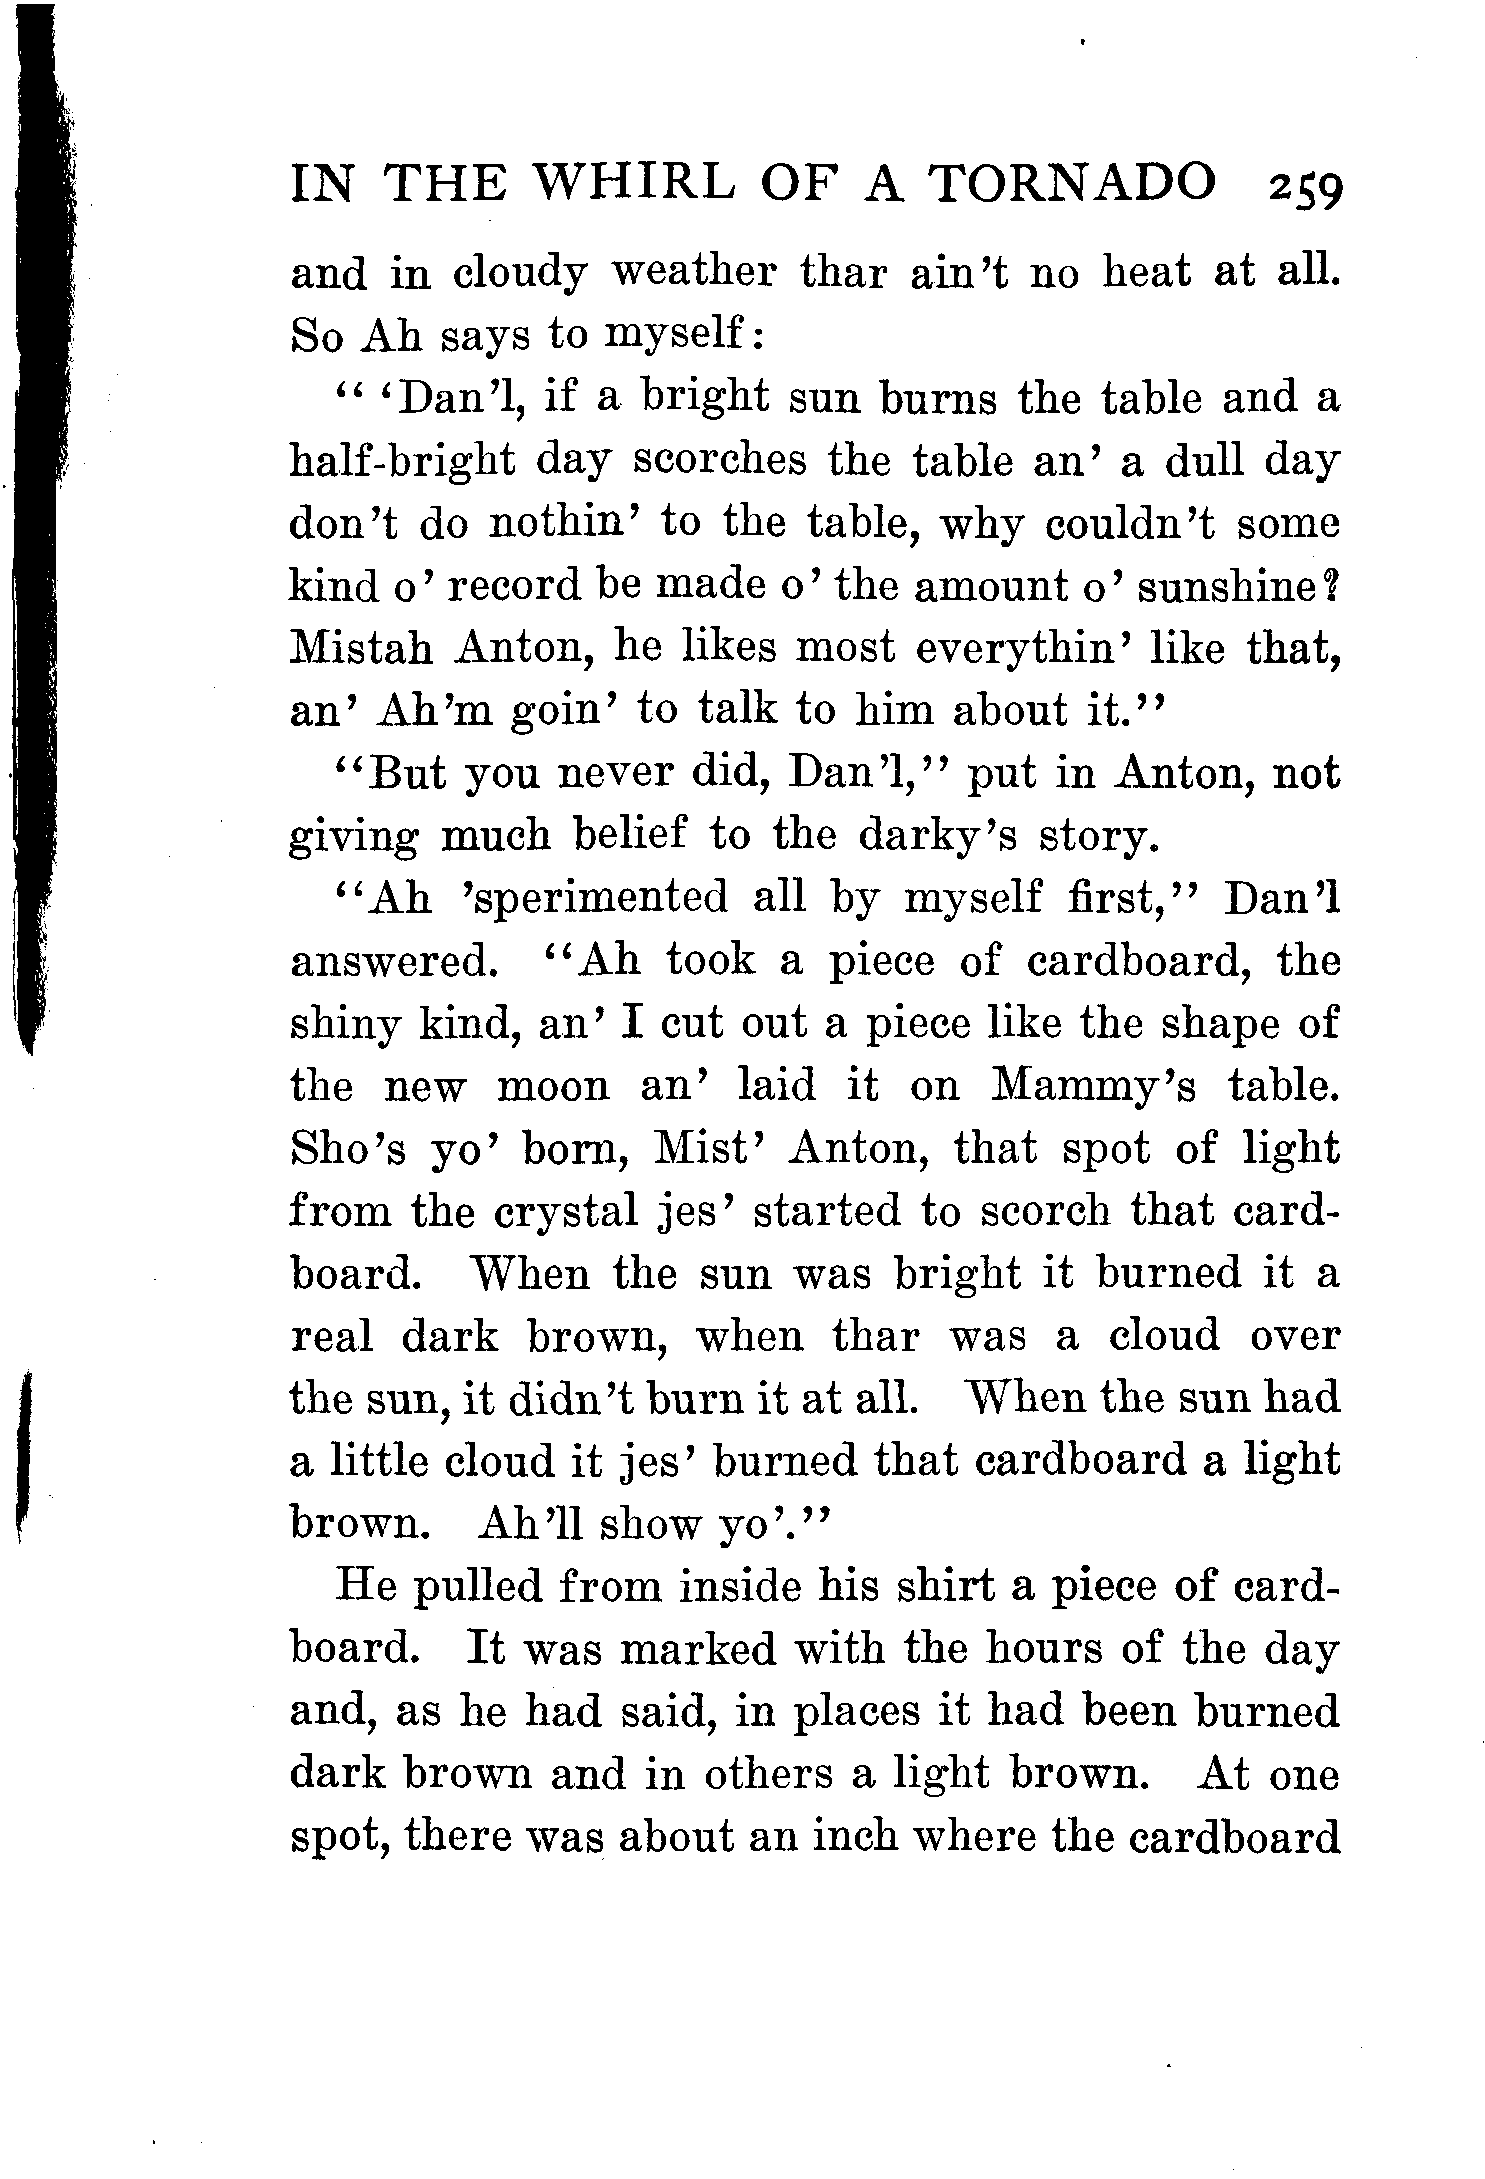 IN THE WHIRL OF A TORNADO 259
and in cloudy weather thar ain't no heat at all.
So Ah says to myself:
"'Dan'l, if a bright sun burns the table and a
half-bright day scorches the table an' a dull day
don't do nothin' to the table, why couldn't some
kind o' record be made o' the amount o' sunshine?
Mistah Anton, he likes most everythin' like that,
an' Ah'm goin' to talk to him about it."
"But you never did, Dan'l," put in Anton, not
giving much belief to the darky's story.
"Ah 'sperimented all by myself first," Dan'l
answered. "Ah took a piece of cardboard, the
shiny kind, an' I cut out a piece like the shape of
the new moon an' laid it on Mammy's table.
Sho's yo' born, Mist' Anton, that spot of light
from the crystal jes' started to scorch that card-
board. When the sun was bright it burned it a
real dark brown, when thar was a cloud over
the sun, it didn't burn it at all. When the sun had
a little cloud it jes' burned that cardboard a light
brown. Ah'll show yo'."
He pulled from inside his shirt a piece of card-
board. It was marked with the hours of the day
and, as he had said, in places it had been burned
dark brown and in others a light brown. At one
spot, there was about an inch where the cardboard